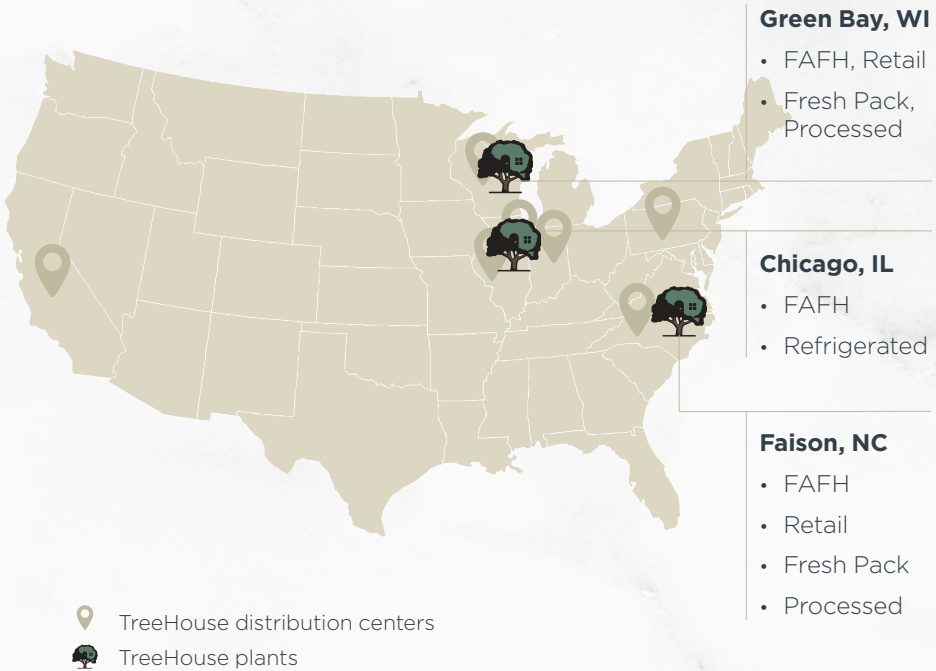 Green Bay, WI
• FAFH, Retail
• Fresh Pack,
Processed
Chicago, IL
• FAFH
• Refrigerated
Faison, NC
• FAFH
• Retail
• Fresh Pack
• Processed
TreeHouse distribution centers
TreeHouse plants